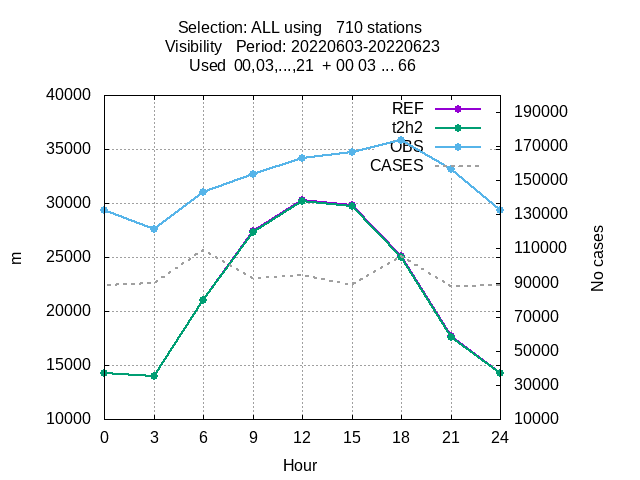 Selection: ALL using   710 stations
Visibility   Period: 20220603-20220623
Used  00,03,...,21  + 00 03 ... 66
40000
35000
30000
25000
20000
15000
10000
190000
170000
150000
130000
110000
90000
70000
50000
30000
10000
REF
t2h2
OBS
CASES
m
No cases
0 3 6 9 12 15 18 21 24
Hour